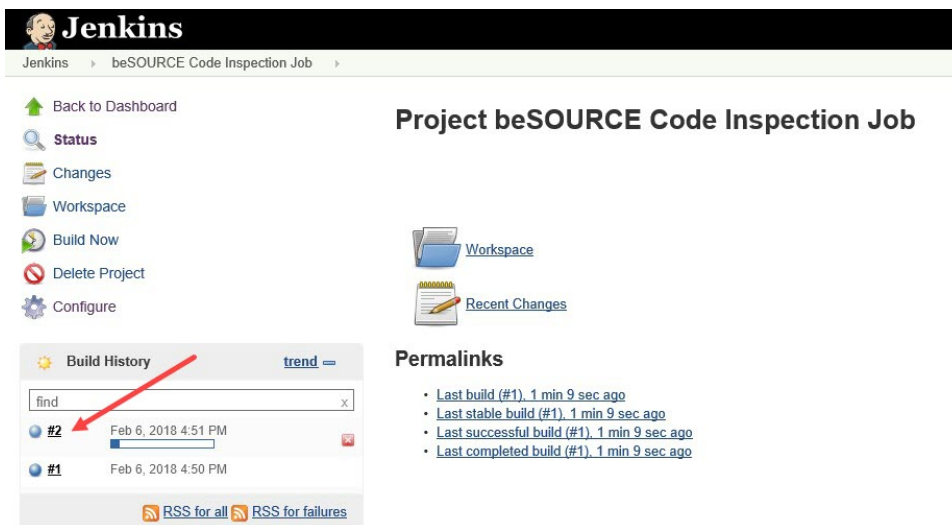 Jenkins
Jenkins beSOURCE Code Inspection Job
Back to Dashboard
Status
Changes
Workspace
Build Now
Delete Project
Configure
Build History trend
find x
#2 Feb 6, 2018 4:51 PM
#1 Feb 6, 2018 4:50 PM
RSS for all RSS for failures
Project beSOURCE Code Inspection Job
Workspace
Recent Changes
Permalinks
Last build (#1), 1 min 9 sec ago
Last stable build (#1), 1 min 9 sec ago
Last successful build (#1), 1 min 9 sec ago
Last completed build (#1), 1 min 9 sec ago